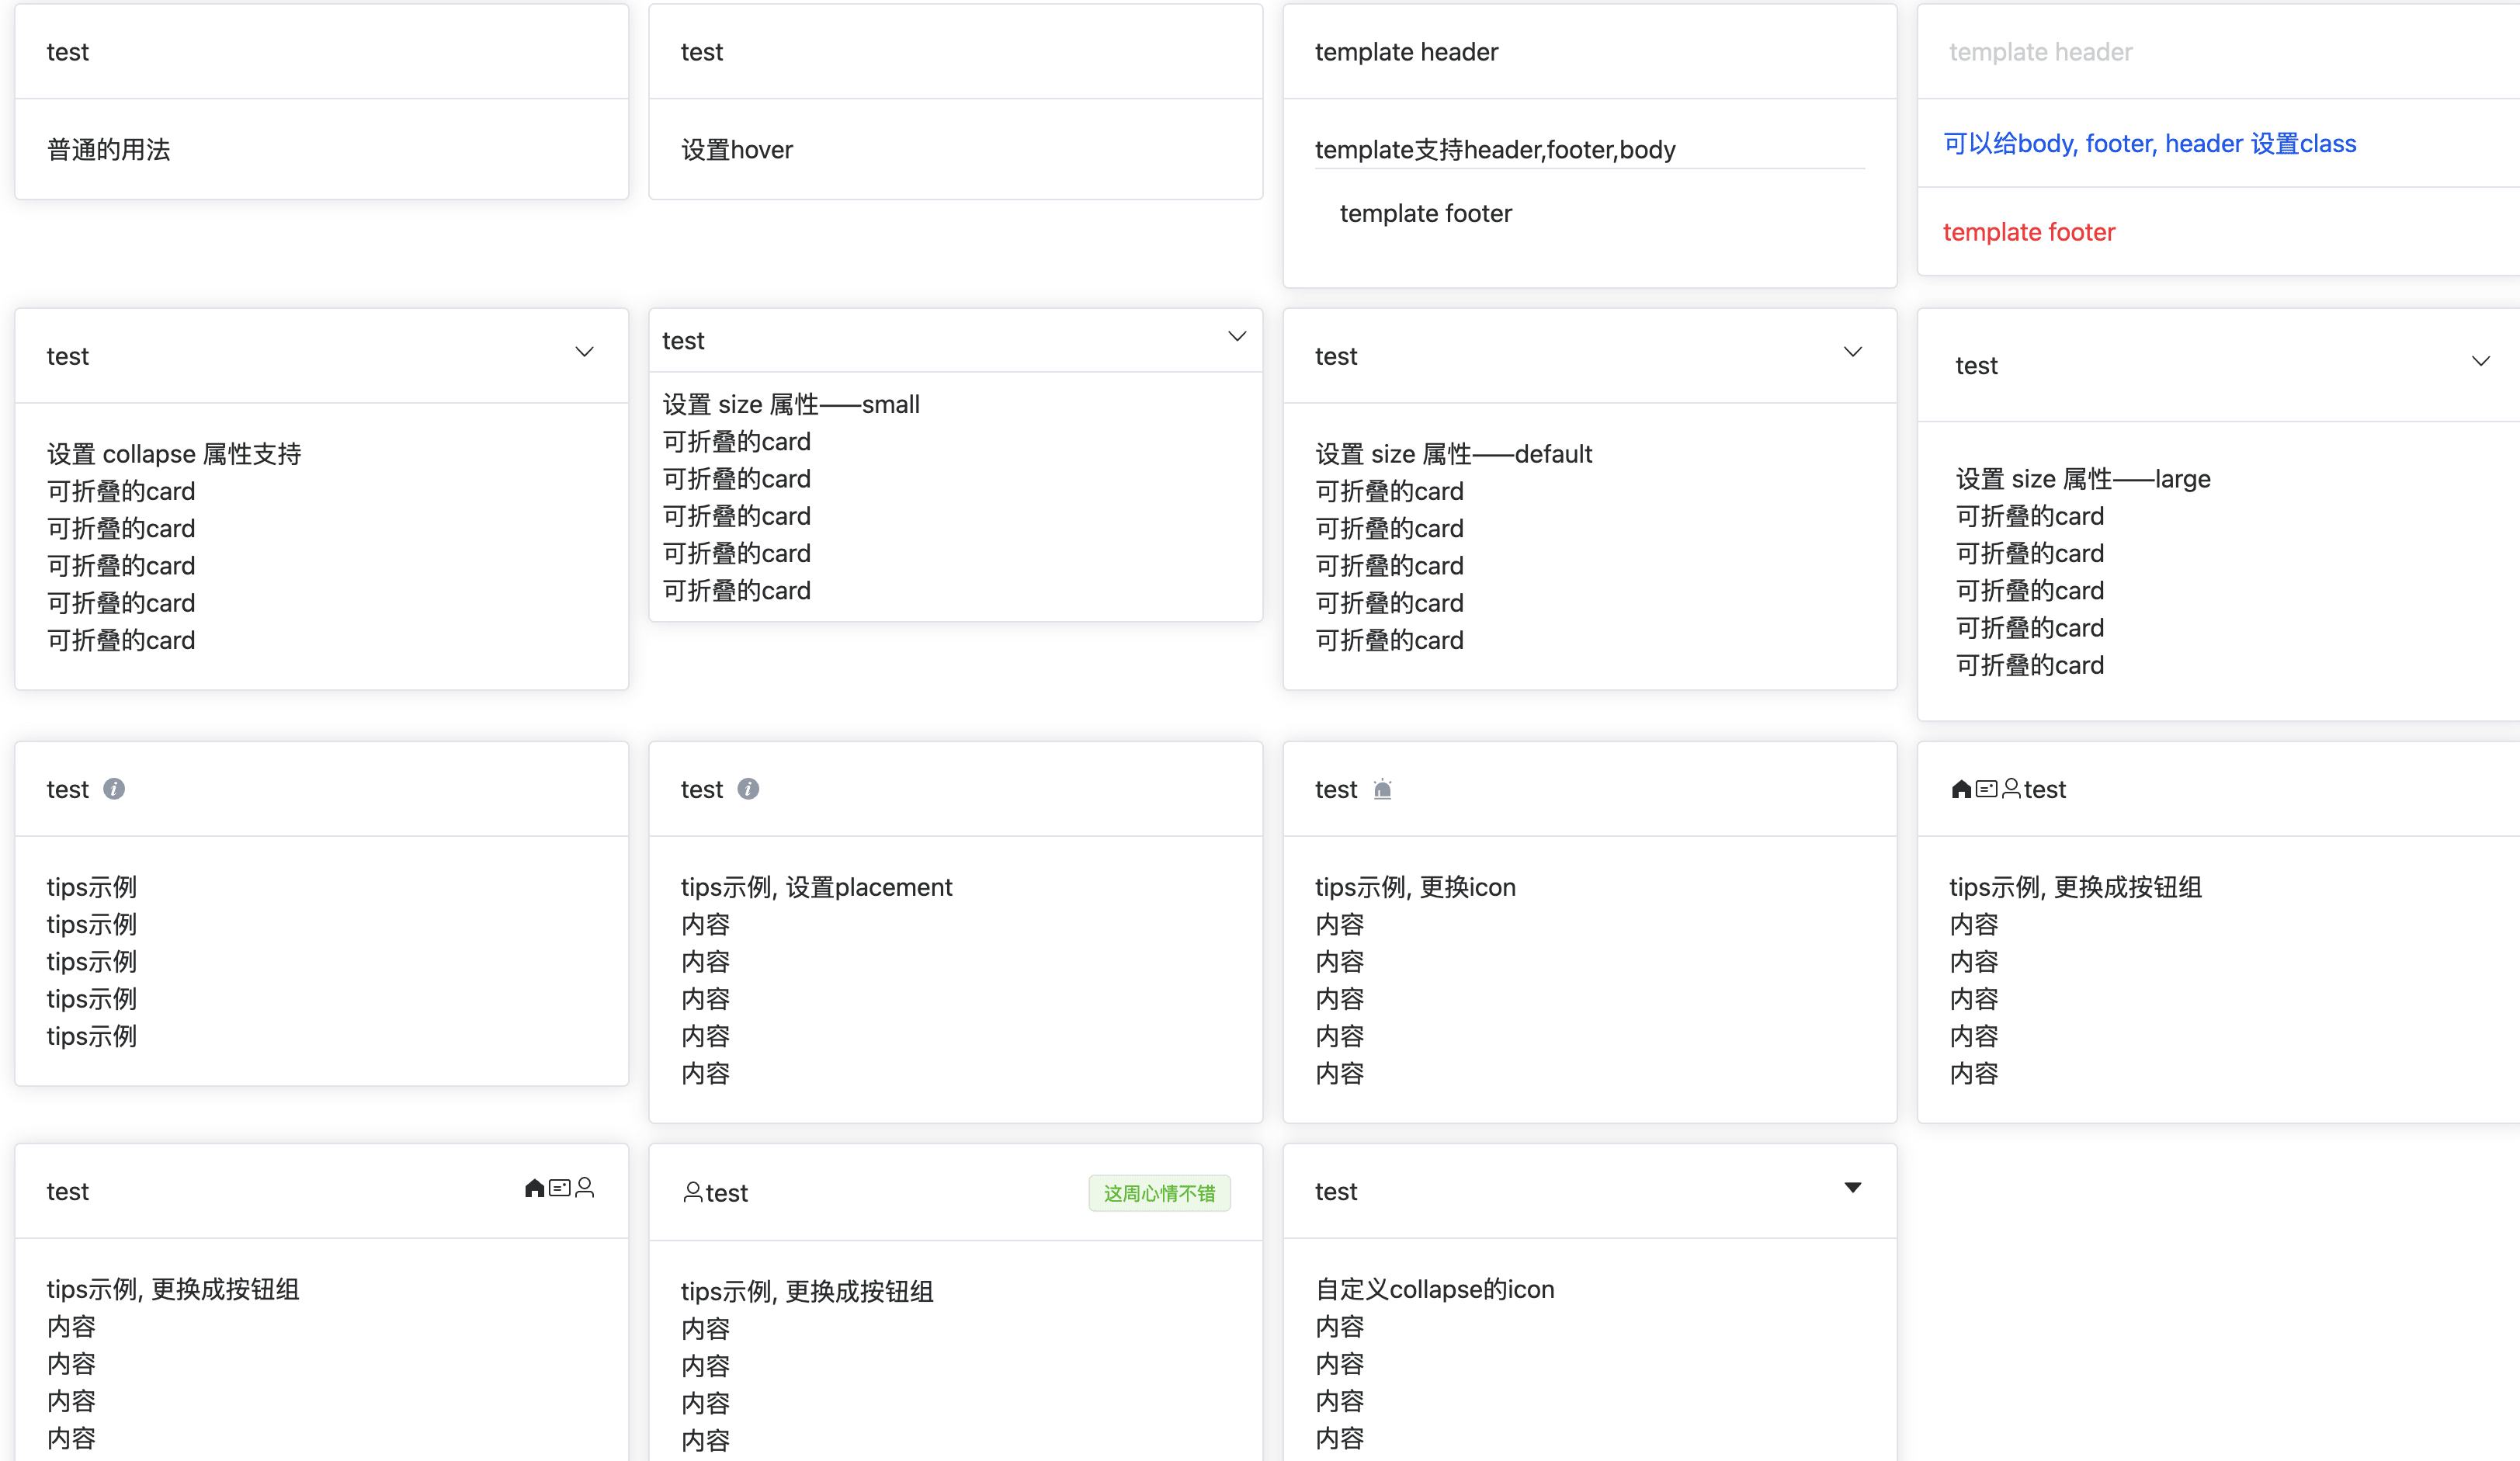 test
普通的用法
test
设置hover
template header
template支持header,footer,body
template footer
template header
可以给body, footer, header 设置class
template footer
test
设置 collapse 属性支持
可折叠的card
可折叠的card
可折叠的card
可折叠的card
可折叠的card
test
设置 size 属性——small
可折叠的card
可折叠的card
可折叠的card
可折叠的card
可折叠的card
test
设置 size 属性——default
可折叠的card
可折叠的card
可折叠的card
可折叠的card
可折叠的card
test
设置 size 属性——large
可折叠的card
可折叠的card
可折叠的card
可折叠的card
可折叠的card
test
tips示例
tips示例
tips示例
tips示例
tips示例
test
tips示例, 设置placement
内容
内容
内容
内容
内容
test
tips示例, 更换icon
内容
内容
内容
内容
内容
test
tips示例, 更换成按钮组
内容
内容
内容
内容
内容
test
tips示例, 更换成按钮组
内容
内容
内容
内容
test
这周心情不错
tips示例, 更换成按钮组
内容
内容
内容
内容
test
自定义collapse的icon
内容
内容
内容
内容